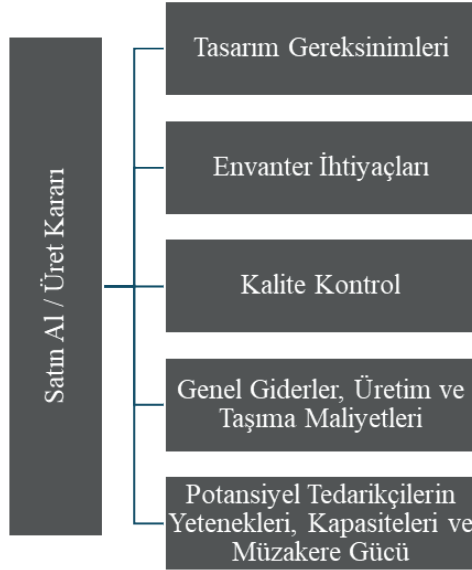 Satın Al / Üret Kararı
Tasarım Gereksinimleri
Envanter İhtiyaçları
Kalite Kontrol
Genel Giderler, Üretim ve
Taşıma Maliyetleri
Potansiyel Tedarikçilerin
Yetenekleri, Kapasiteleri ve
Müzakere Gücü